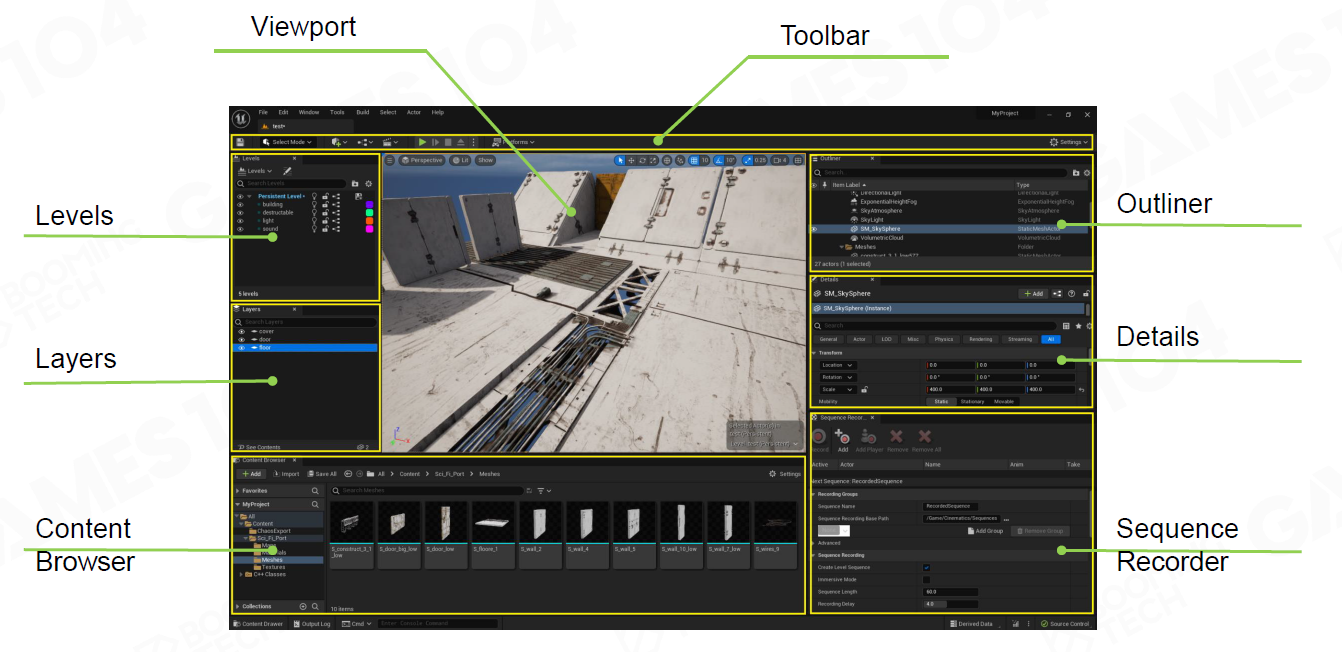 Viewport
Toolbar
Levels
Layers
Content
Browser
Outliner
Details
Sequence
Recorder
File Edit Window Tools Build Select Actor Help
MyProject
test*
Select Mode
Platforms
Settings
Levels
Levels
Search Levels
Persistent Level*
building
destructable
light
sound
5 levels
Layers
Search Layers
cover
door
floor
See Contents
2
Perspective Lit Show
10 10° 0.25 4
Outliner
Search...
Item Label Type
DirectionalLight DirectionalLight
ExponentialHeightFog ExponentialHeightFog
SkyAtmosphere SkyAtmosphere
SkyLight SkyLight
SM_SkySphere StaticMeshActor
VolumetricCloud VolumetricCloud
Meshes Folder
27 actors (1 selected)
Details
SM_SkySphere
Add
SM_SkySphere (Instance)
Search
General Actor LOD Misc Physics Rendering Streaming All
Transform
Location 0.0 0.0 0.0
Rotation 0.0 ° 0.0 ° 0.0 °
Scale 400.0 400.0 400.0
Mobility Static Stationary Movable
Sequence Recor...
Add Add Player Remove Remove All
Active Actor Name Anim Take
Next Sequence: RecordedSequence
Recording Groups
Sequence Name RecordedSequence
Sequence Recording Base Path /Game/Cinematics/Sequences ...
Add Group Remove Group
Advanced
Sequence Recording
Create Level Sequence
Immersive Mode
Sequence Length 60.0
Recording Delay 4.0
Content Browser
Add Import Save All All Content Sci_Fi_Port Meshes Settings
Favorites
Search Meshes
MyProject
All
Content
ChaosExport
Sci_Fi_Port
Meshes
Textures
C++ Classes
Collections
S_construct_3_1
_low
S_door_big_low
S_door_low
S_floore_1
S_wall_2
S_wall_4
S_wall_5
S_wall_10_low
S_wall_7_low
S_wires_9
10 items
Content Drawer Output Log Cmd Enter Console Command
Derived Data Source Control
GAMES104
BOOMING
TECH